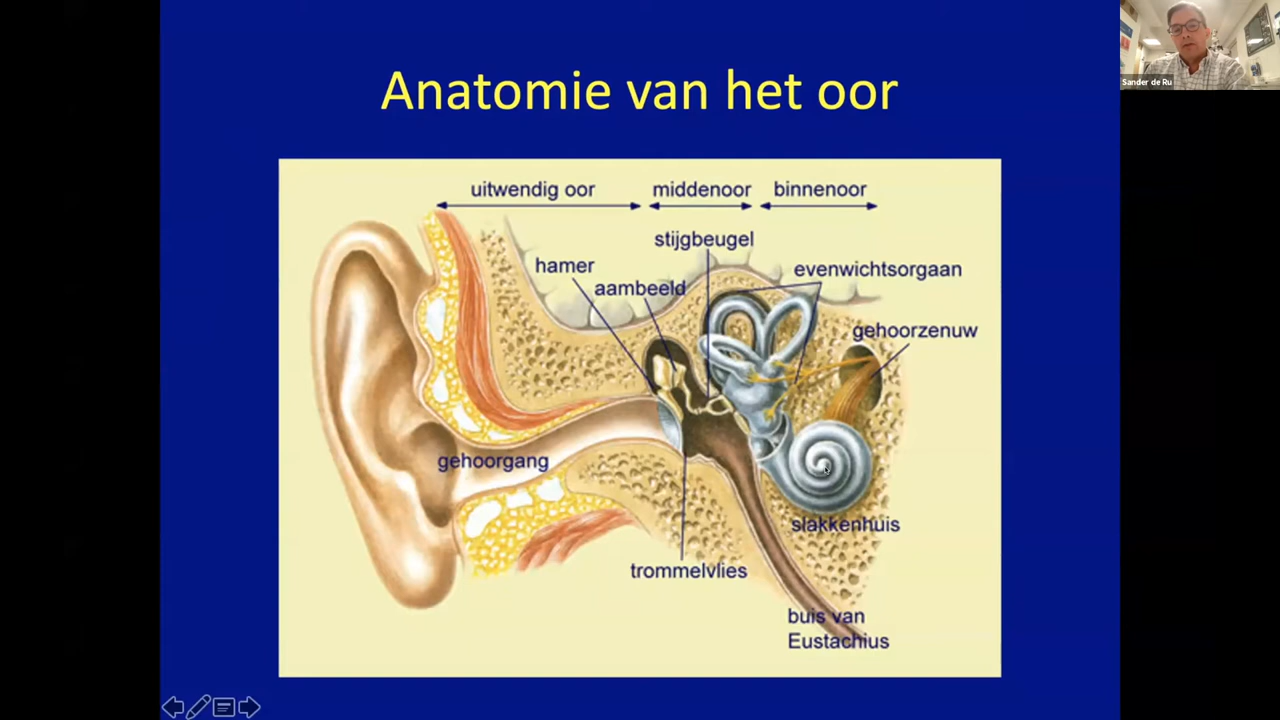 Anatomie van het oor
Sander de Ru
uitwendig oor
middenoor
binnenoor
stijgbeugel
hamer
aambeeld
evenwichtsorgaan
gehoorzenuw
gehoorgang
slakkenhuis
trommelvlies
buis van
Eustachius